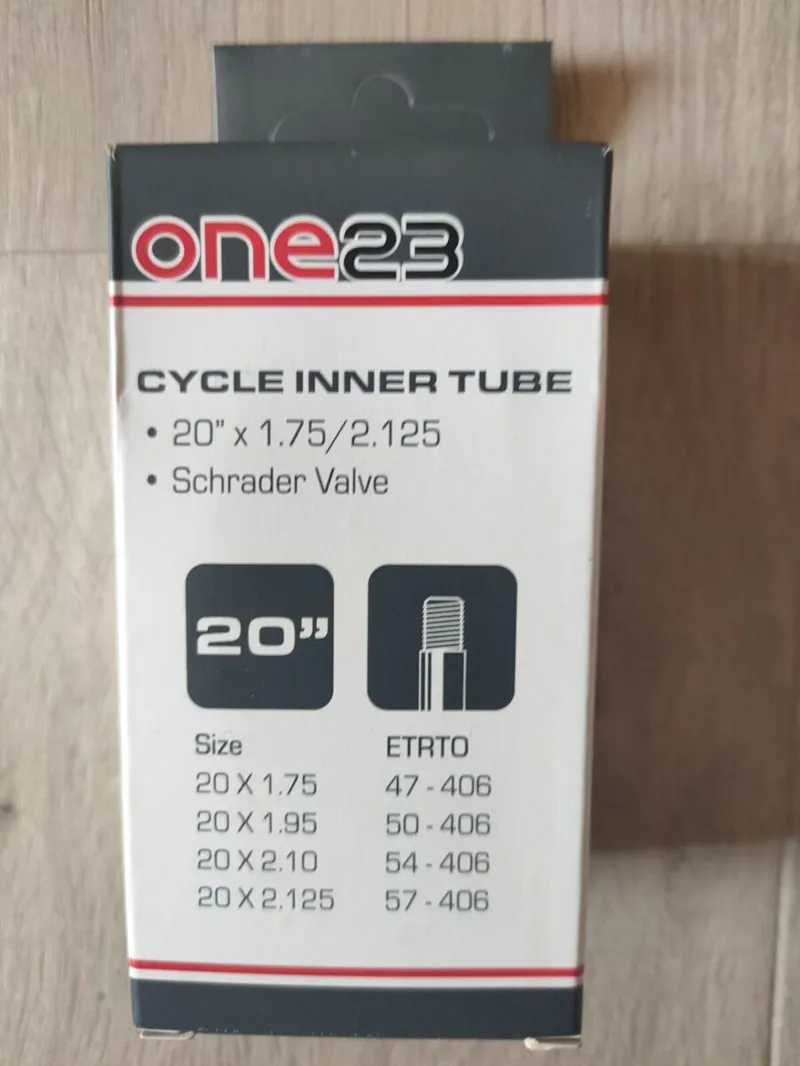 one23
CYCLE INNER TUBE
• 20” x 1.75/2.125
• Schrader Valve
20”
Size ETRTO
20 X 1.75 47 - 406
20 X 1.95 50 - 406
20 X 2.10 54 - 406
20 X 2.125 57 - 406